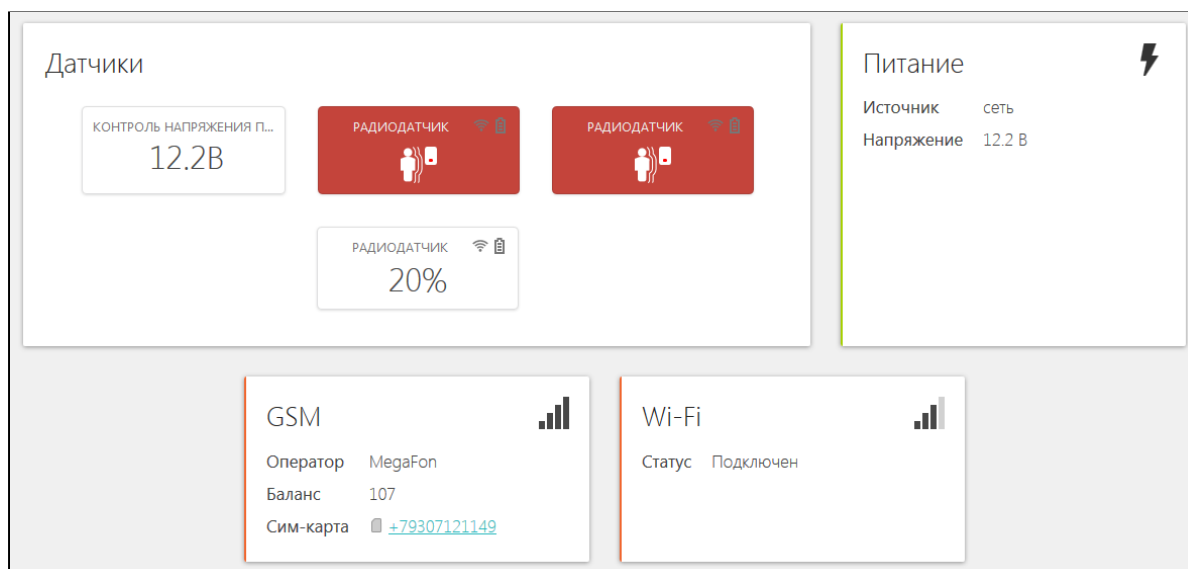 Датчики
КОНТРОЛЬ НАПРЯЖЕНИЯ П...
12.2В
РАДИОДАТЧИК
РАДИОДАТЧИК
РАДИОДАТЧИК
20%
Питание
Источник сеть
Напряжение 12.2 В
GSM
Оператор MegaFon
Баланс 107
Сим-карта +79307121149
Wi-Fi
Статус Подключен